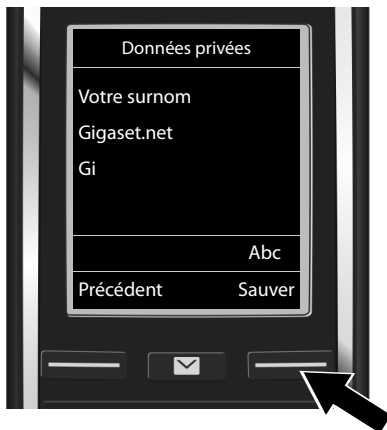 Données privées
Votre surnom
Gigaset.net
Gi
Abc
Précédent Sauver